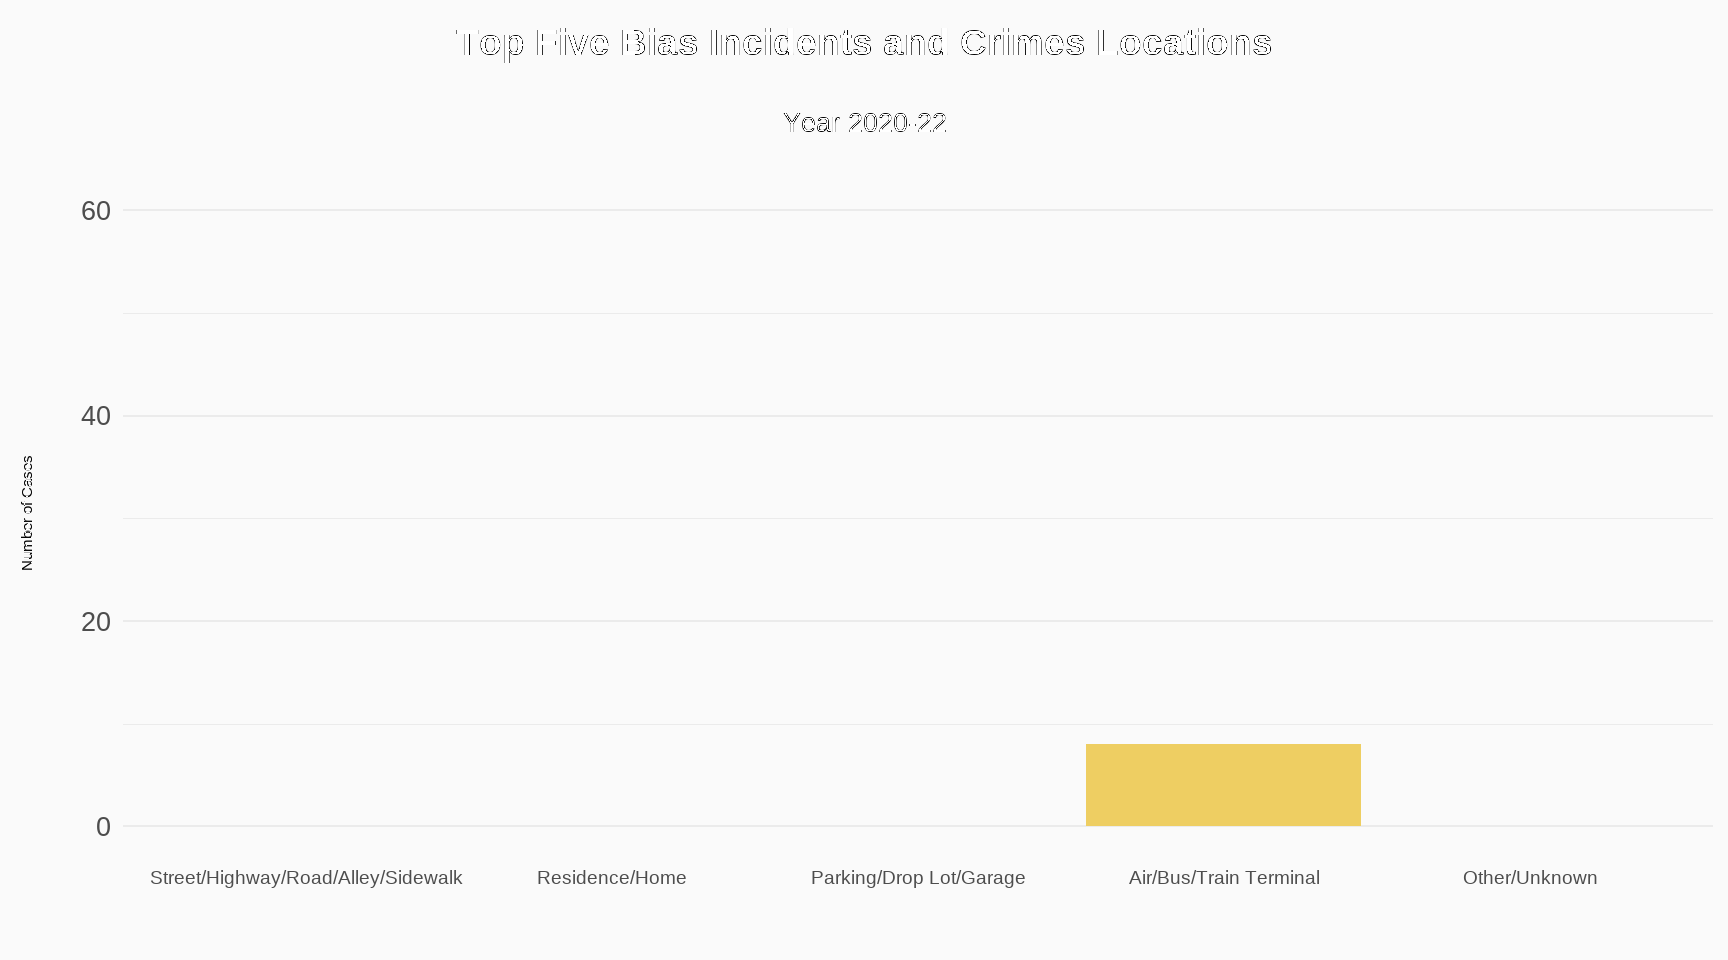 Top Five Bias Incidents and Crimes Locations
Year 2020-22
60
40
20
0
Number of Cases
Street/Highway/Road/Alley/Sidewalk
Residence/Home
Parking/Drop Lot/Garage
Air/Bus/Train Terminal
Other/Unknown